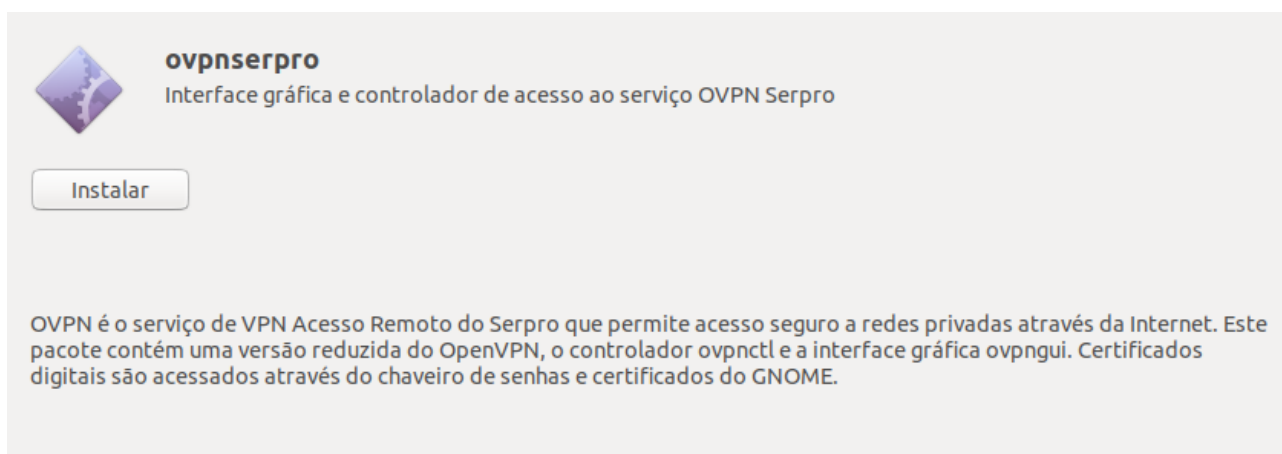 ovpnserpro
Interface gráfica e controlador de acesso ao serviço OVPN Serpro
Instalar
OVPN é o serviço de VPN Acesso Remoto do Serpro que permite acesso seguro a redes privadas através da Internet. Este
pacote contém uma versão reduzida do OpenVPN, o controlador ovpnctl e a interface gráfica ovpngui. Certificados
digitais são acessados através do chaveiro de senhas e certificados do GNOME.